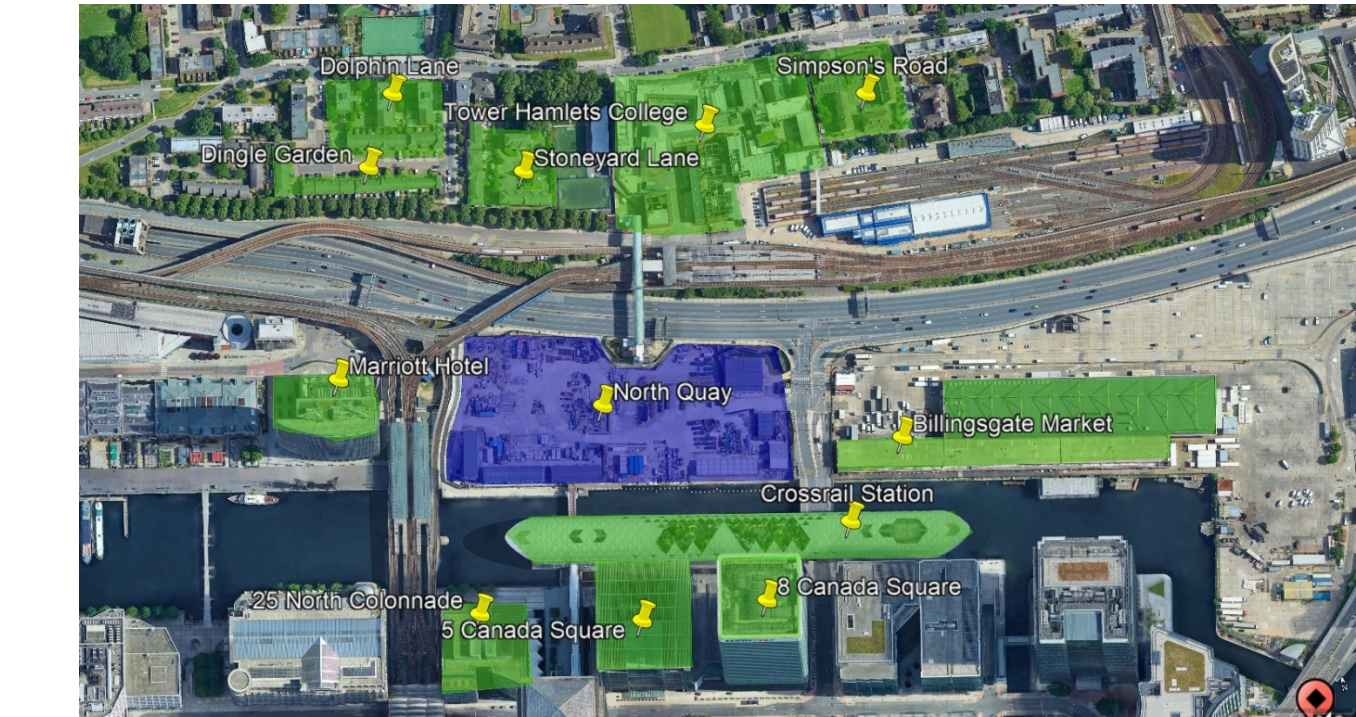 Dolphin Lane
Simpson's Road
Tower Hamlets College
Dingle Garden
Stoneyard Lane
Marriott Hotel
North Quay
Billingsgate Market
Crossrail Station
8 Canada Square
25 North Colonnade
5 Canada Square